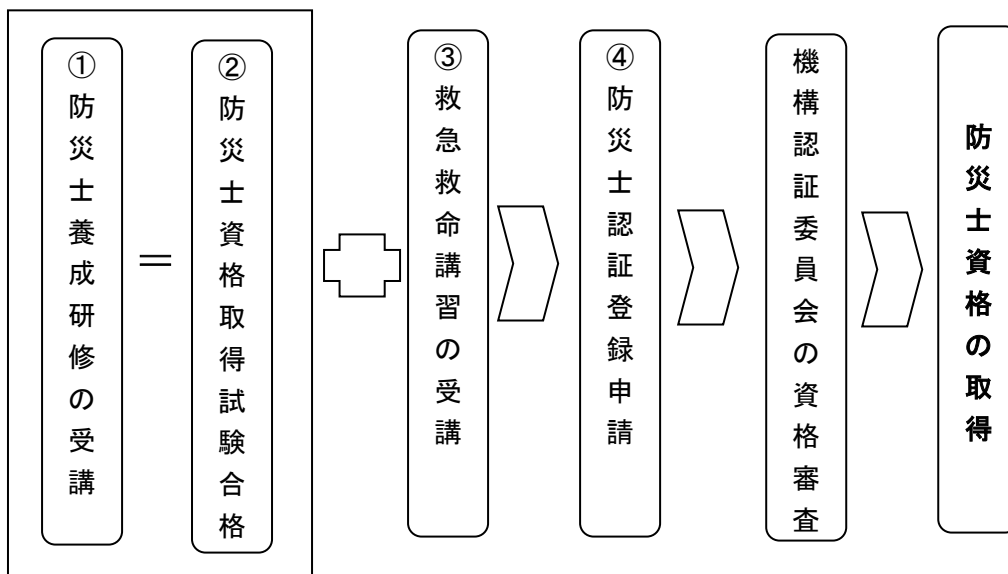 ①防災士養成研修の受講
＝
②防災士資格取得試験合格
③救急救命講習の受講
④防災士認証登録申請
機構認証委員会の資格審査
防災士資格の取得